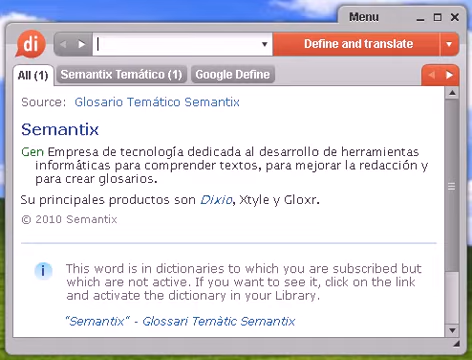 Menu
di
Define and translate
All (1)
Semantix Temático (1)
Google Define
Source: Glosario Temático Semantix
Semantix
Gen Empresa de tecnología dedicada al desarrollo de herramientas
informáticas para comprender textos, para mejorar la redacción y
para crear glosarios.
Su principales producton son Dixio, Xtyle y Gloxr.
© 2010 Semantix
i
This word is in dictionaries to which you are subscribed but
which are not active. If you want to see it, click on the link
and activate the dictionary in your Library.
"Semantix" - Glossari Temàtic Semantix